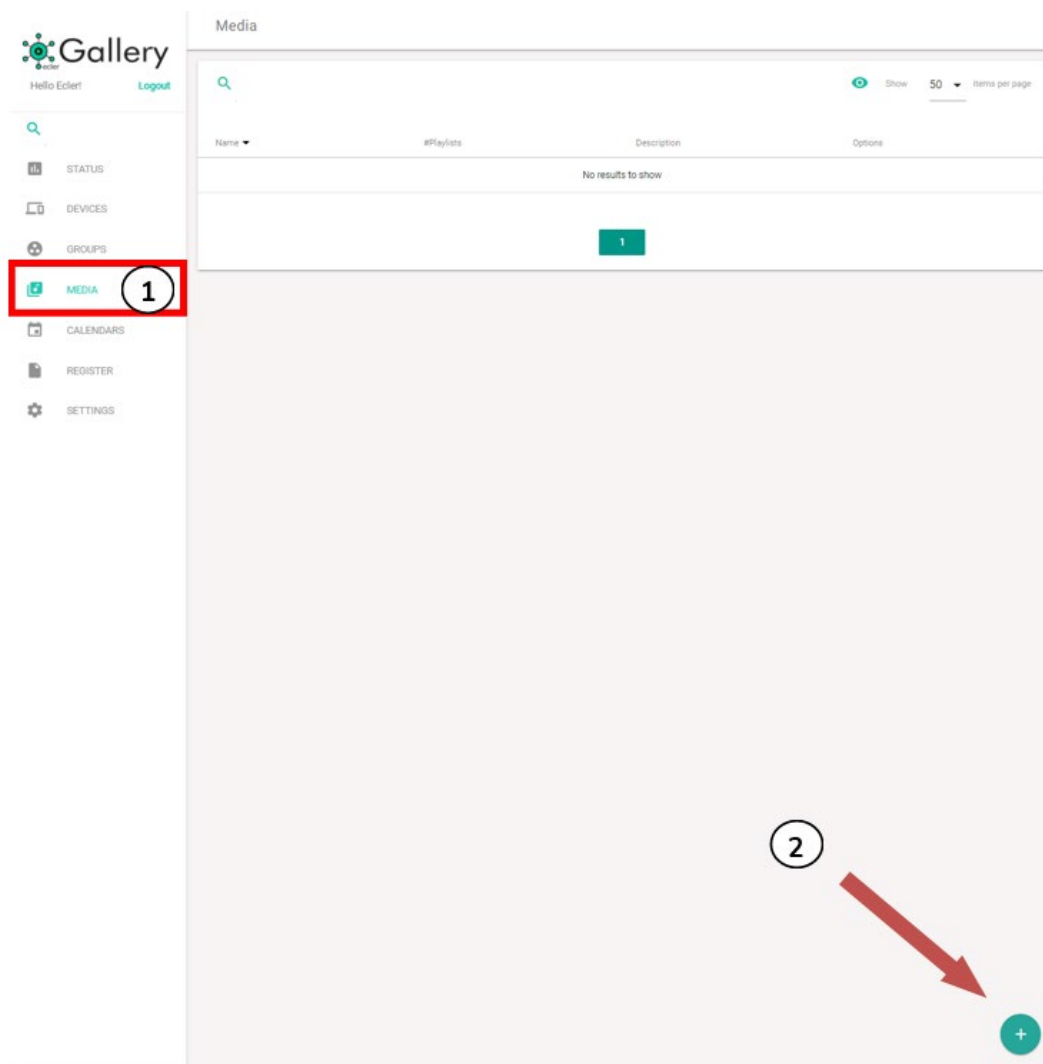 Media
Gallery
ecler
Hello Ecler!
Logout
Show 50 items per page
Name #Playlists Description Options
No results to show
1
STATUS
DEVICES
GROUPS
MEDIA 1
CALENDARS
REGISTER
SETTINGS
2
+